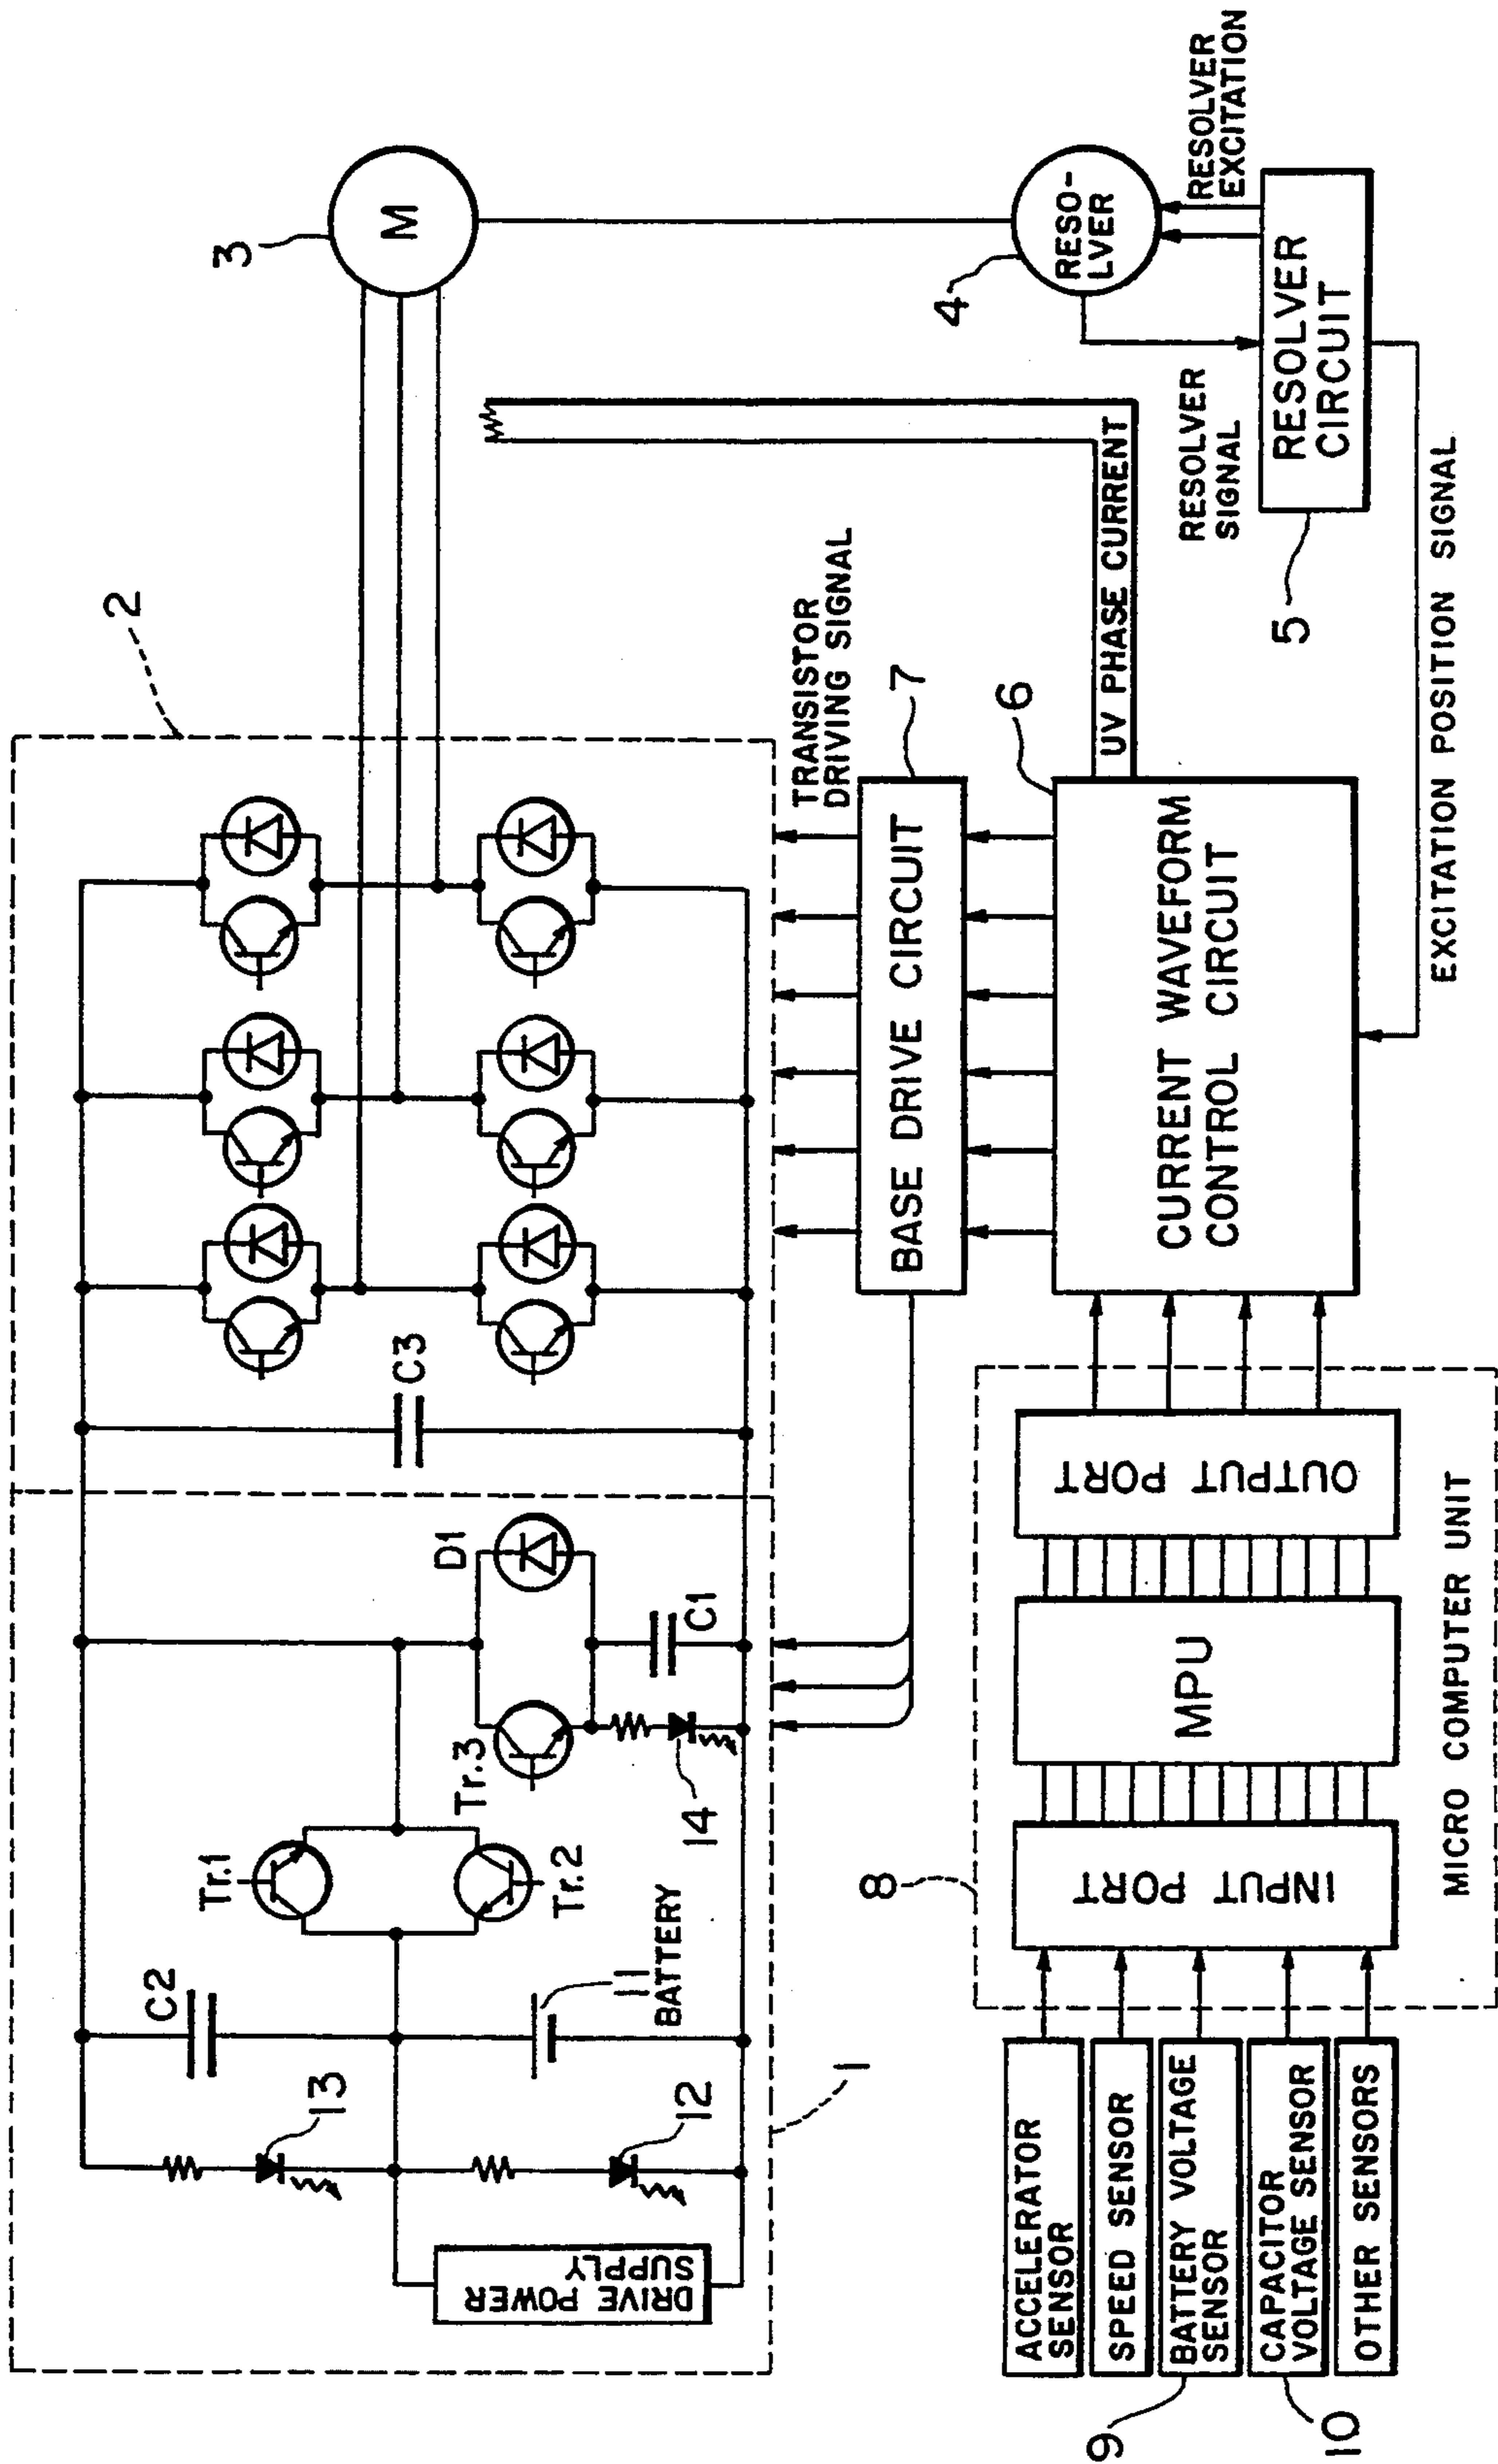 2
3
M
C2
Tr.1
13
11
BATTERY
Tr.2
Tr.3
D1
C3
C1
14
12
1
DRIVE POWER
SUPPLY
TRANSISTOR
DRIVING SIGNAL
7
BASE DRIVE CIRCUIT
4
RESO-
LVER
RESOLVER
EXCITATION
RESOLVER
SIGNAL
RESOLVER
CIRCUIT
5
UV PHASE CURRENT
6
CURRENT WAVEFORM
CONTROL CIRCUIT
EXCITATION POSITION SIGNAL
8
INPUT PORT
MPU
OUTPUT PORT
MICRO COMPUTER UNIT
ACCELERATOR
SENSOR
SPEED SENSOR
BATTERY VOLTAGE
SENSOR
9
CAPACITOR
VOLTAGE SENSOR
10
OTHER SENSORS